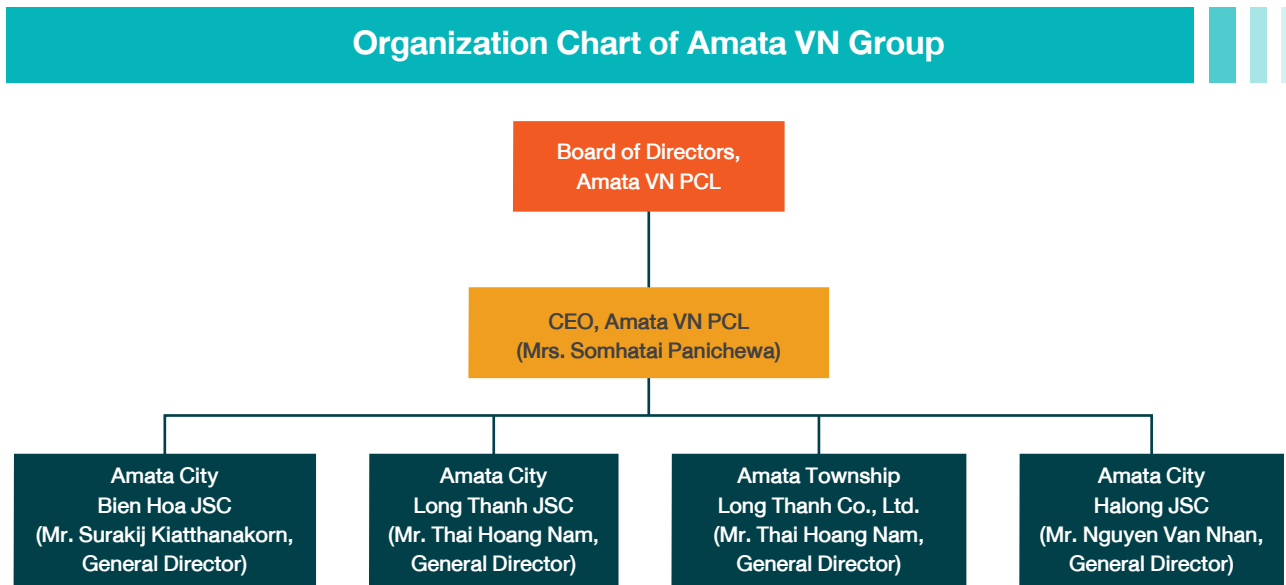 Organization Chart of Amata VN Group
Board of Directors,
Amata VN PCL
CEO, Amata VN PCL
(Mrs. Somhatai Panichewa)
Amata City
Bien Hoa JSC
(Mr. Surakij Kiatthanakorn,
General Director)
Amata City
Long Thanh JSC
(Mr. Thai Hoang Nam,
General Director)
Amata Township
Long Thanh Co., Ltd.
(Mr. Thai Hoang Nam,
General Director)
Amata City
Halong JSC
(Mr. Nguyen Van Nhan,
General Director)